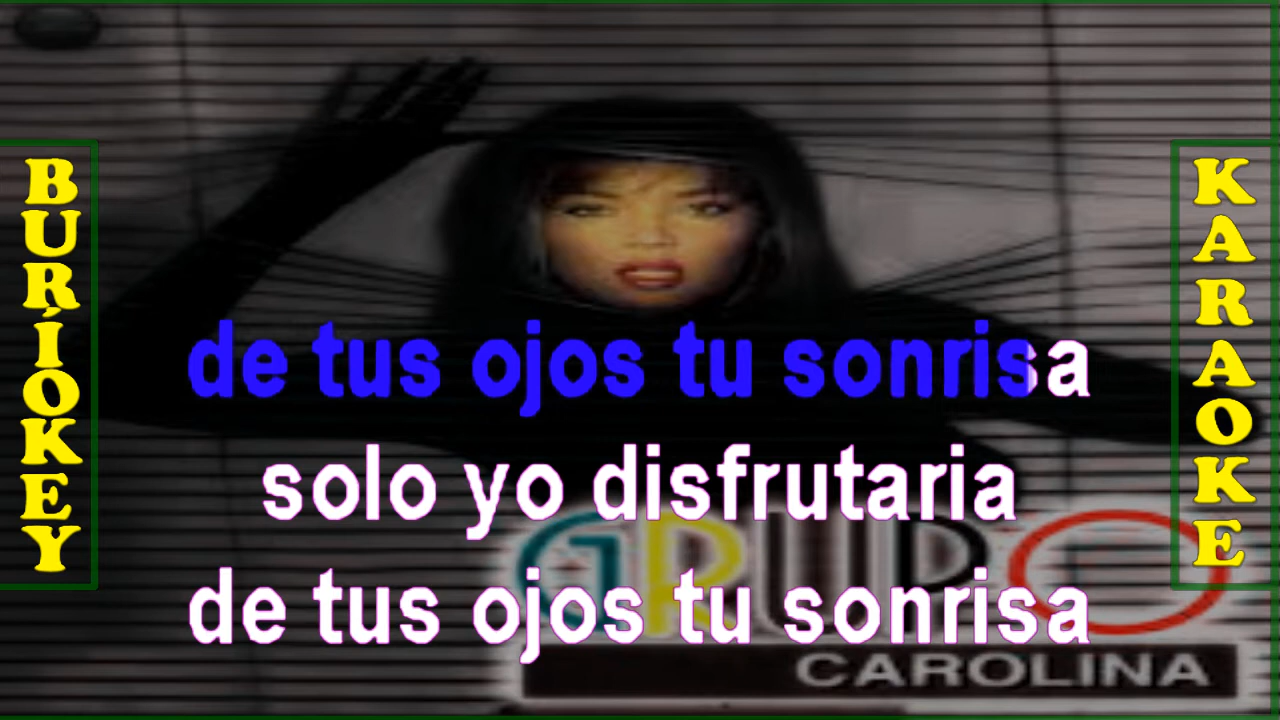 BURÍOKEY
KARAOKE
de tus ojos tu sonrisa
solo yo disfrutaria
de tus ojos tu sonrisa
GRUPO
CAROLINA